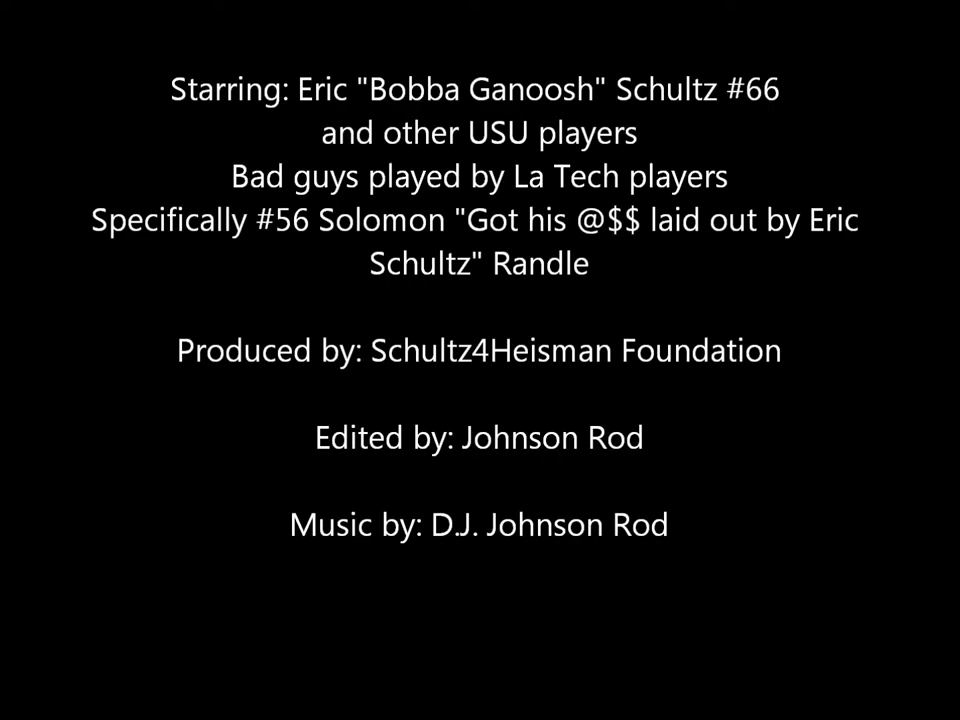 Starring: Eric "Bobba Ganoosh" Schultz #66
and other USU players
Bad guys played by La Tech players
Specifically #56 Solomon "Got his @$$ laid out by Eric
Schultz" Randle
Produced by: Schultz4Heisman Foundation
Edited by: Johnson Rod
Music by: D.J. Johnson Rod